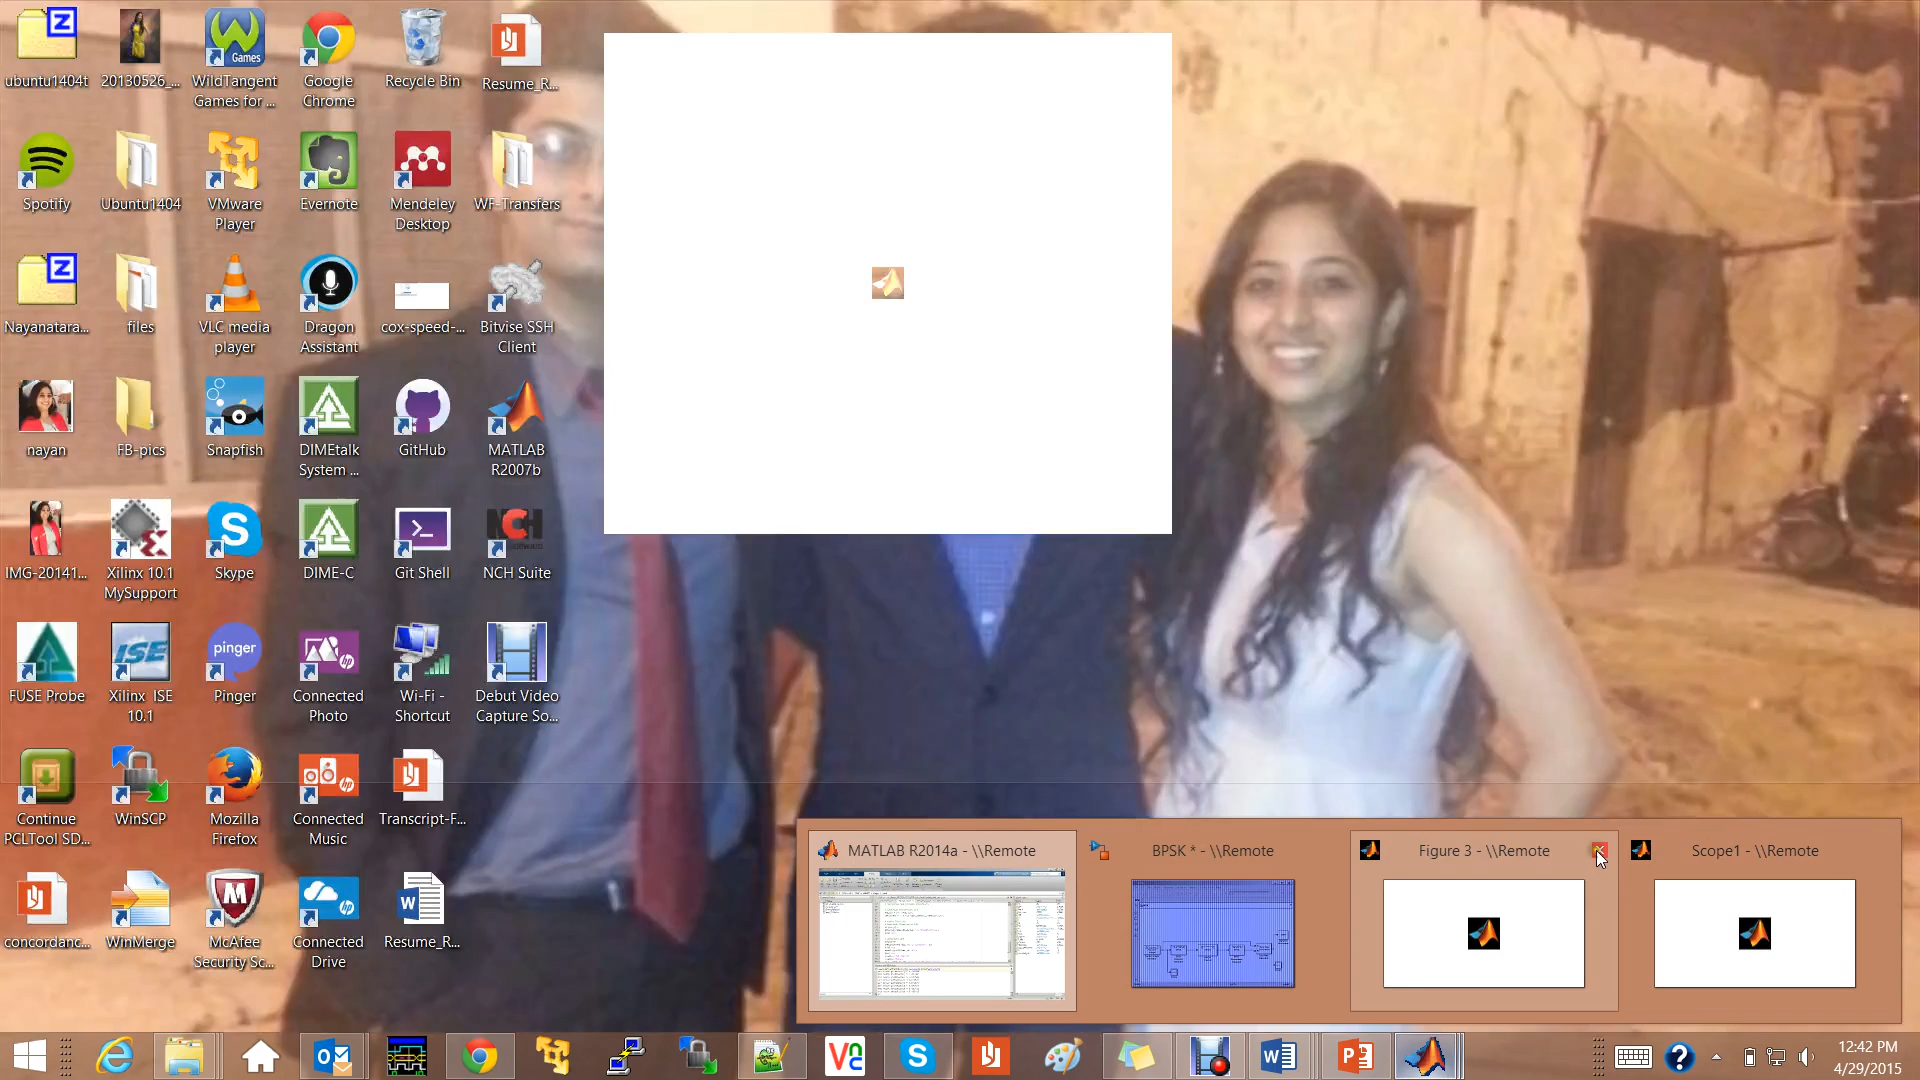 ubuntu1404t
20130526_...
WildTangent
Games for ...
Games
Google
Chrome
Recycle Bin
Resume_R...
Spotify
Ubuntu1404
VMware
Player
Evernote
Mendeley
Desktop
WF-Transfers
Nayanatara...
files
VLC media
player
Dragon
Assistant
cox-speed-...
Bitvise SSH
Client
nayan
FB-pics
Snapfish
DIMEtalk
System ...
GitHub
MATLAB
R2007b
IMG-20141...
Xilinx 10.1
MySupport
Skype
DIME-C
Git Shell
NCH
NCH Suite
FUSE Probe
ISE
Xilinx ISE
10.1
pinger
Pinger
Connected
Photo
Wi-Fi -
Shortcut
Debut Video
Capture So...
Continue
PCLTool SD...
WinSCP
Mozilla
Firefox
Connected
Music
Transcript-F...
concordanc...
WinMerge
McAfee
Security Sc...
Connected
Drive
Resume_R...
MATLAB R2014a - \\Remote
BPSK * - \\Remote
Figure 3 - \\Remote
Scope1 - \\Remote
12:42 PM
4/29/2015